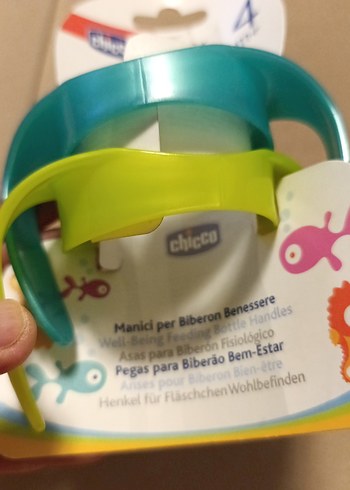 chicco
4
chicco
Manici per Biberon Benessere
Well-Being Feeding Bottle Handles
Asas para Biberón Fisiológico
Pegas para Biberão Bem-Estar
Anses pour Biberon Bien-être
Henkel für Fläschchen Wohlbefinden